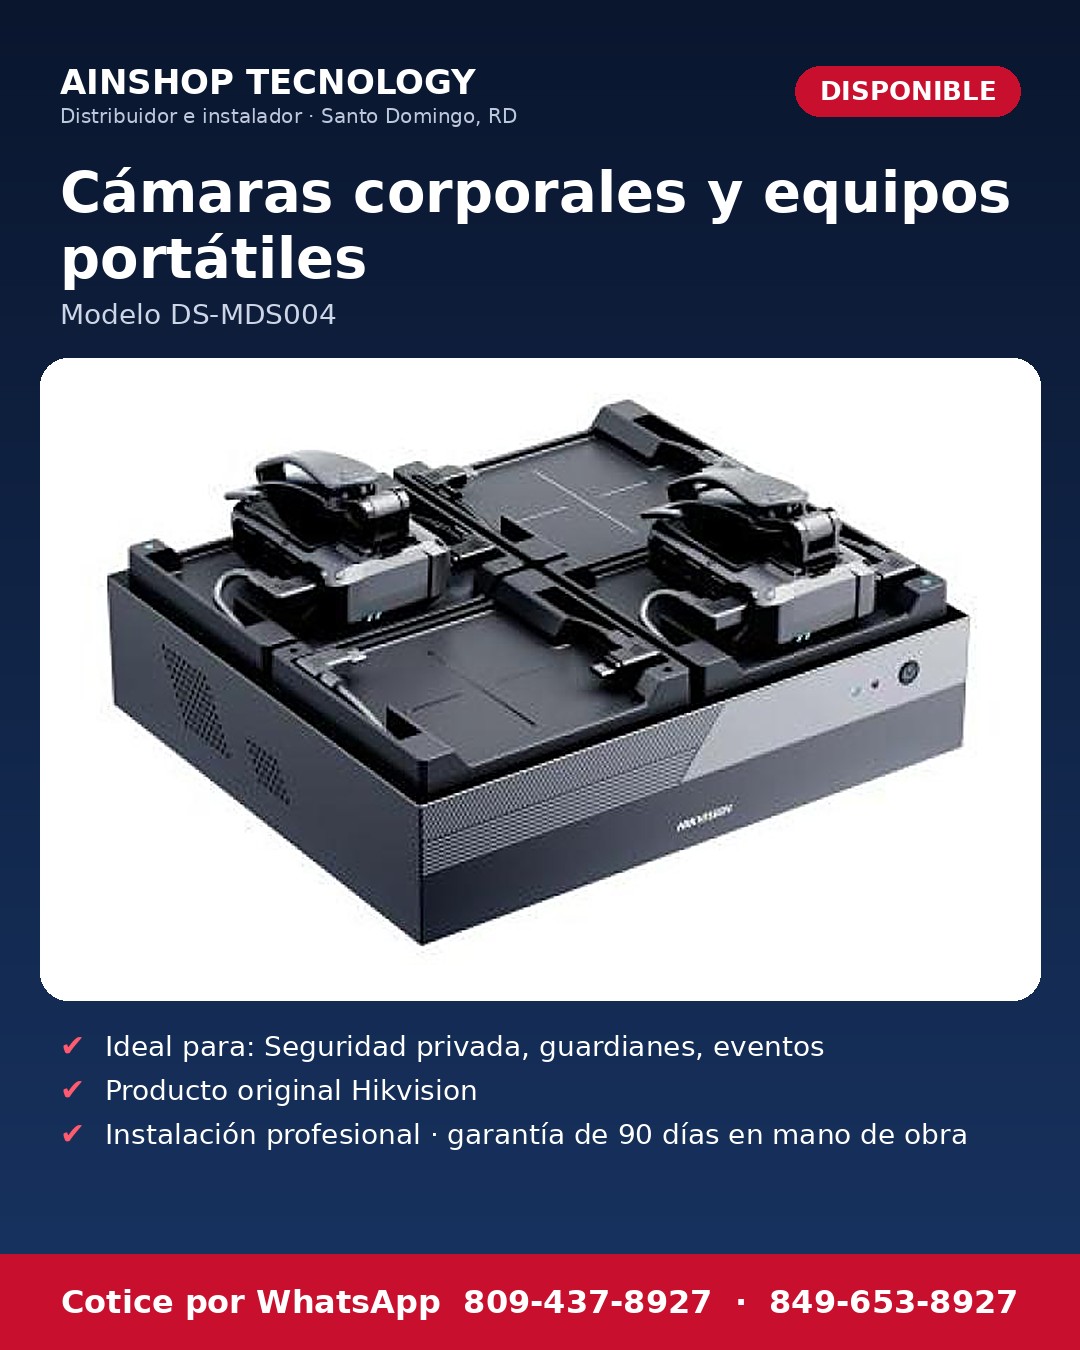 AINSHOP TECNOLOGY
DISPONIBLE
Distribuidor e instalador · Santo Domingo, RD
Cámaras corporales y equipos
portátiles
Modelo DS-MDS004
HIKVISION
✔ Ideal para: Seguridad privada, guardianes, eventos
✔ Producto original Hikvision
✔ Instalación profesional · garantía de 90 días en mano de obra
Cotice por WhatsApp 809-437-8927 · 849-653-8927